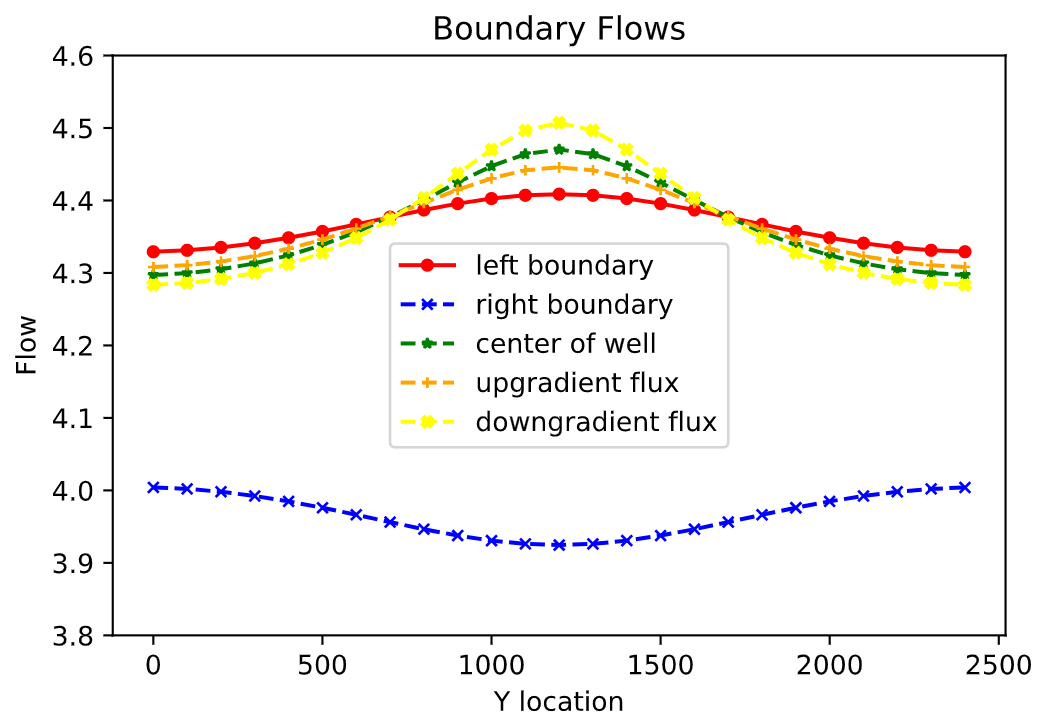 Boundary Flows
4.6
4.5
4.4
4.3
4.2
4.1
4.0
3.9
3.8
Flow
left boundary
right boundary
center of well
upgradient flux
downgradient flux
0 500 1000 1500 2000 2500
Y location